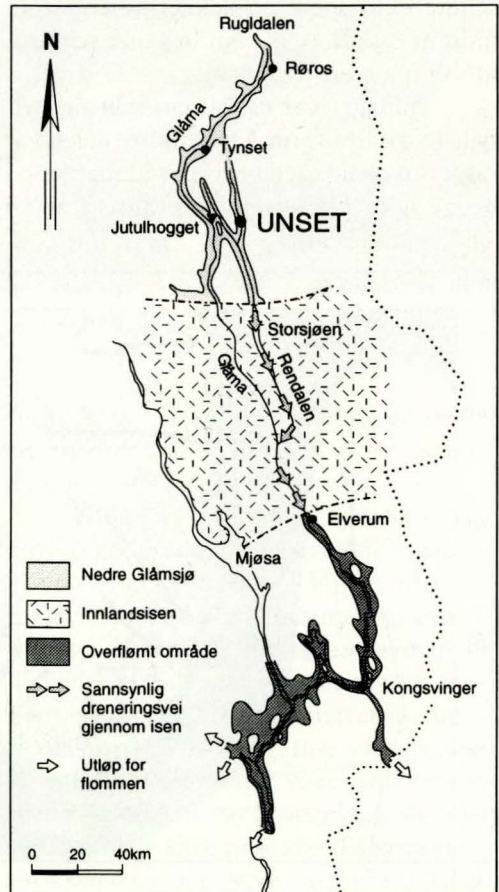 Rugldalen
N
Røros
Glåma
Tynset
Jutulhogget
UNSET
Storsjøen
Glåma
Rendalen
Elverum
Mjøsa
Nedre Glåmsjø
Innlandsisen
Overflømt område
Kongsvinger
Sannsynlig
dreneringsvei
gjennom isen
Utløp for
flommen
0 20 40km